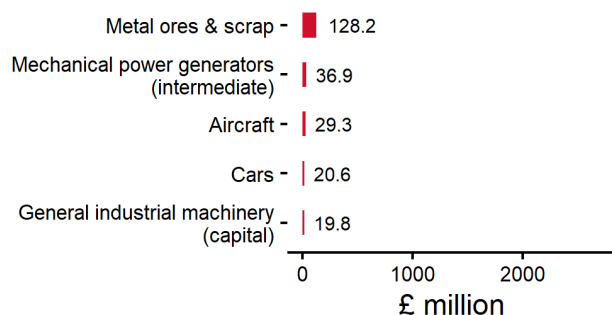 Metal ores & scrap
128.2
Mechanical power generators
(intermediate)
36.9
Aircraft
29.3
Cars
20.6
General industrial machinery
(capital)
19.8
0
1000
2000
£ million